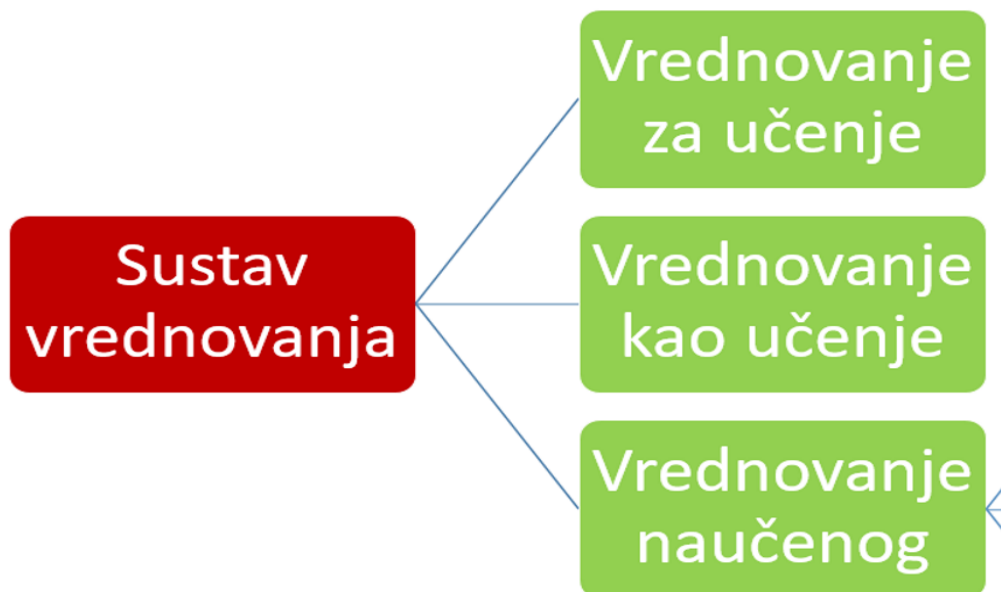 Sustav
vrednovanja
Vrednovanje
za učenje
Vrednovanje
kao učenje
Vrednovanje
naučenog